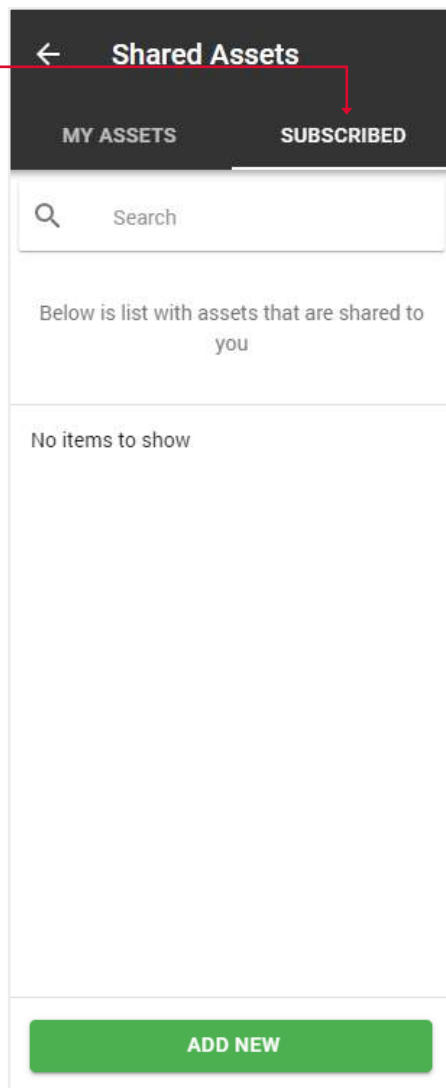 Shared Assets
MY ASSETS
SUBSCRIBED
Search
Below is list with assets that are shared to
you
No items to show
ADD NEW